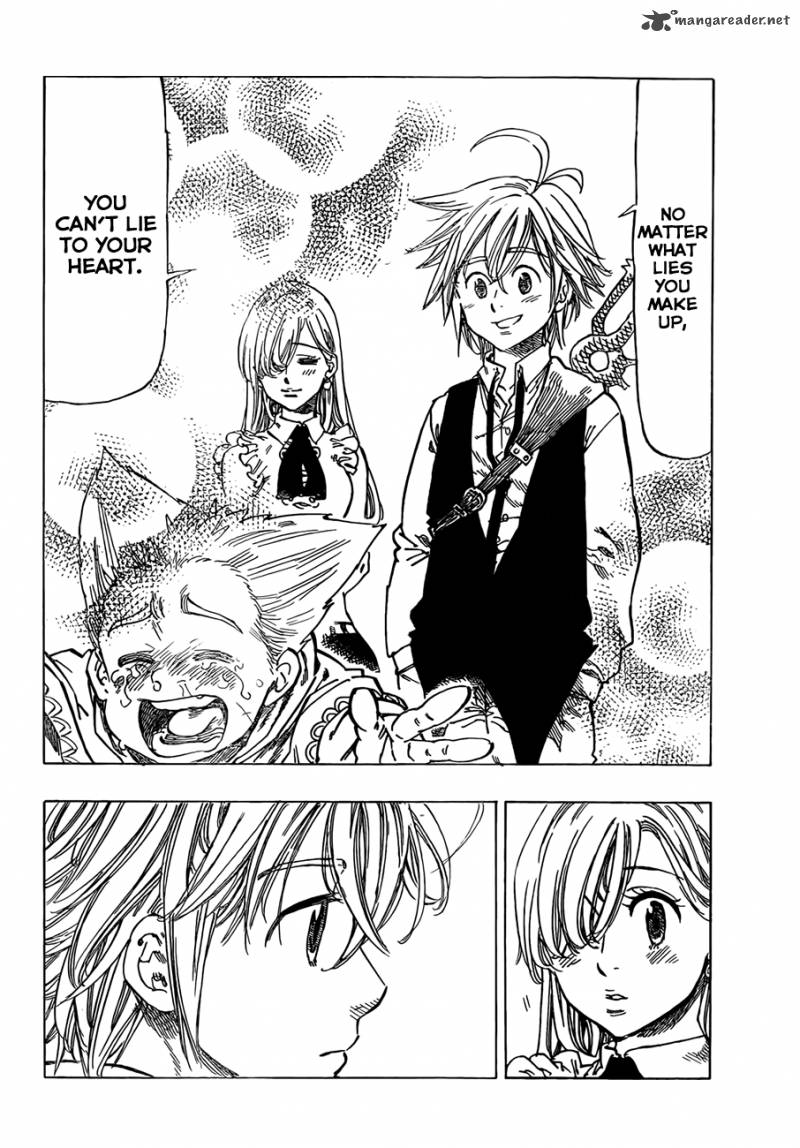 mangareader.net
NO
MATTER
WHAT
LIES
YOU
MAKE
UP,
YOU
CAN'T LIE
TO YOUR
HEART.